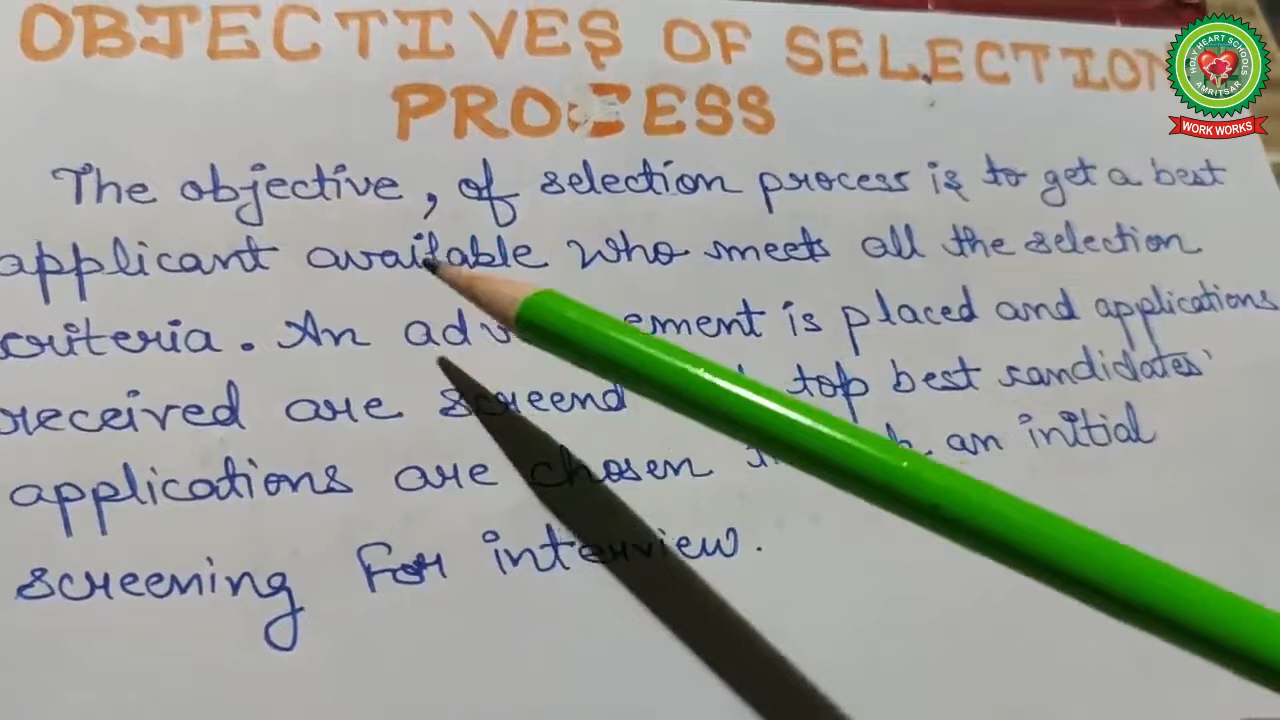 OBJECTIVES OF SELECTION
PROCESS
The objective, of selection process is to get a best
applicant available who meets all the selection
criteria. An is placed and applications
received are screend top best candidates'
applications are chosen an initial
screening for interview.
HOLY HEART SCHOOLS
AMRITSAR
WORK WORKS